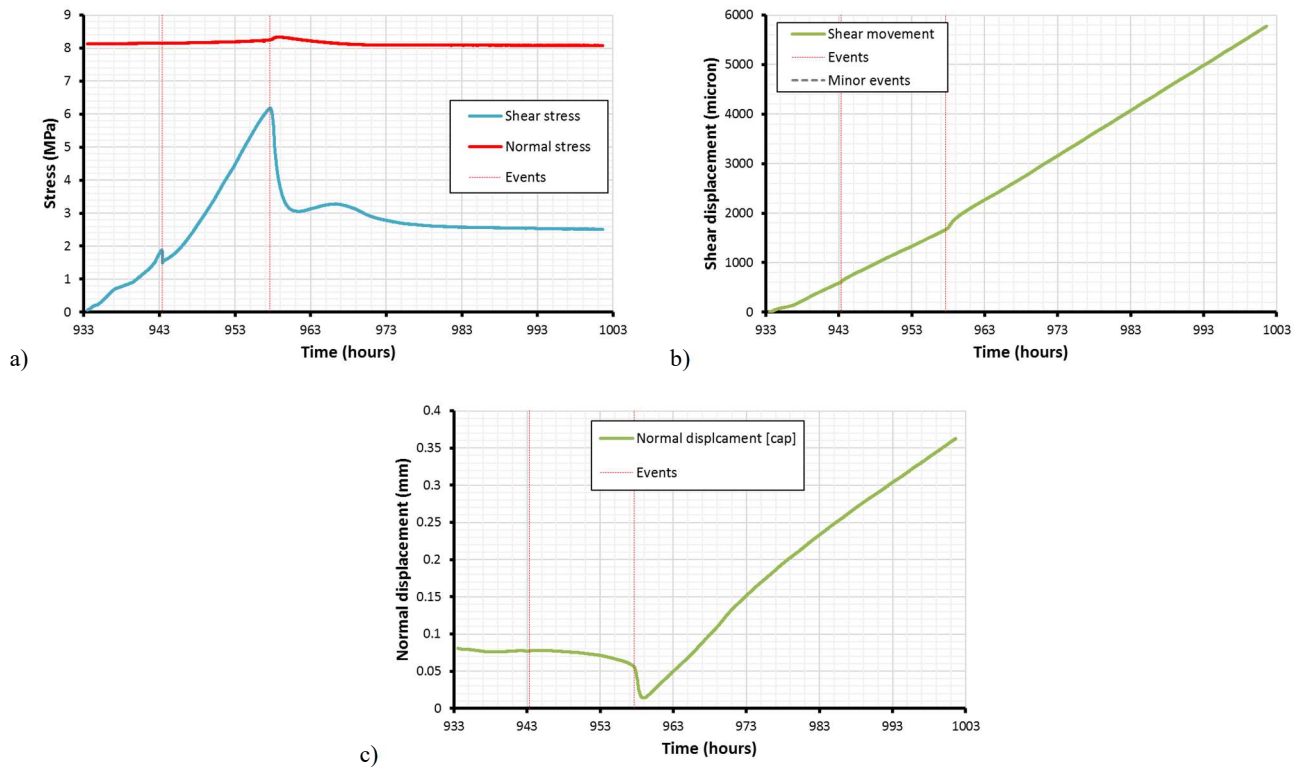 9
8
7
6
5
4
3
2
1
0
Stress (MPa)
Shear stress
Normal stress
Events
933 943 953 963 973 983 993 1003
Time (hours)
a)
6000
5000
4000
3000
2000
1000
0
Shear displacement (micron)
Shear movement
Events
Minor events
933 943 953 963 973 983 993 1003
Time (hours)
b)
0.4
0.35
0.3
0.25
0.2
0.15
0.1
0.05
0
Normal displacement (mm)
Normal displcament [cap]
Events
933 943 953 963 973 983 993 1003
Time (hours)
c)